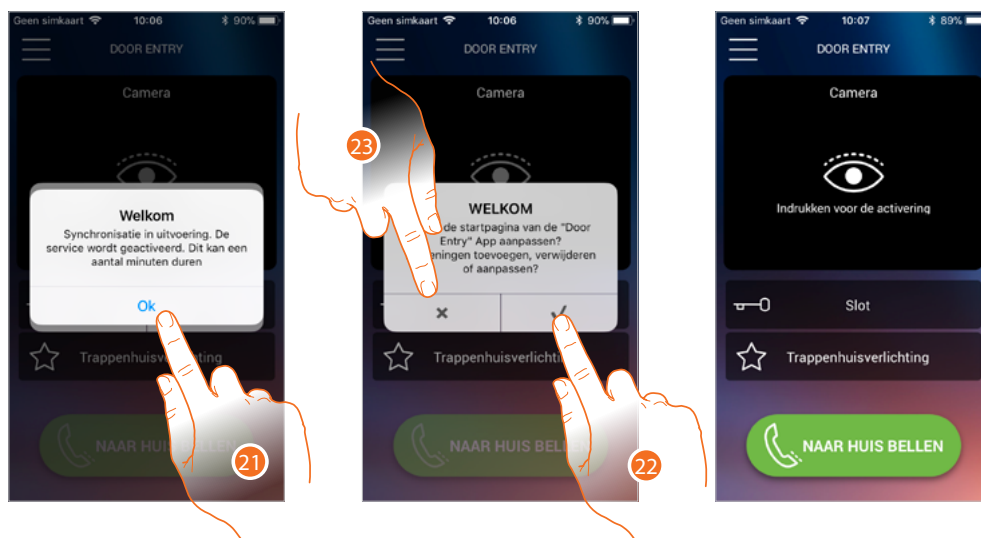 Geen simkaart 10:06 90%
DOOR ENTRY
Camera
Welkom
Synchronisatie in uitvoering. De
service wordt geactiveerd. Dit kan een
aantal minuten duren
Ok
NAAR HUIS BELLEN
21
Geen simkaart 10:06 90%
DOOR ENTRY
Camera
23
WELKOM
de startpagina van de "Door
Entry" App aanpassen?
toevoegen, verwijderen
of aanpassen?
Trappenhuisverlichting
NAAR HUIS BELLEN
22
Geen simkaart 10:07 89%
DOOR ENTRY
Camera
Indrukken voor de activering
Slot
Trappenhuisverlichting
NAAR HUIS BELLEN